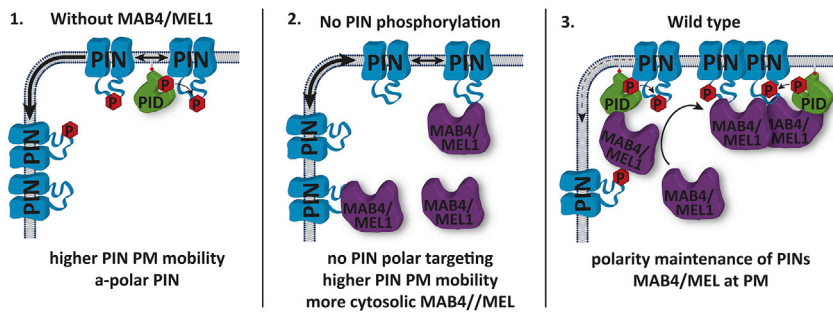 1. Without MAB4/MEL1
PIN
PIN
P
PID
P
P
PIN
P
PIN
higher PIN PM mobility
a-polar PIN
2. No PIN phosphorylation
PIN
PIN
MAB4/
MEL1
PIN
PIN
MAB4/
MEL1
MAB4/
MEL1
no PIN polar targeting
higher PIN PM mobility
more cytosolic MAB4//MEL
3. Wild type
PIN
PIN
PIN
P
PID
P
P
P
P
PID
MAB4/
MEL1
MAB4/
MEL1
MAB4/
MEL1
P
PIN
MAB4/
MEL1
polarity maintenance of PINs
MAB4/MEL at PM